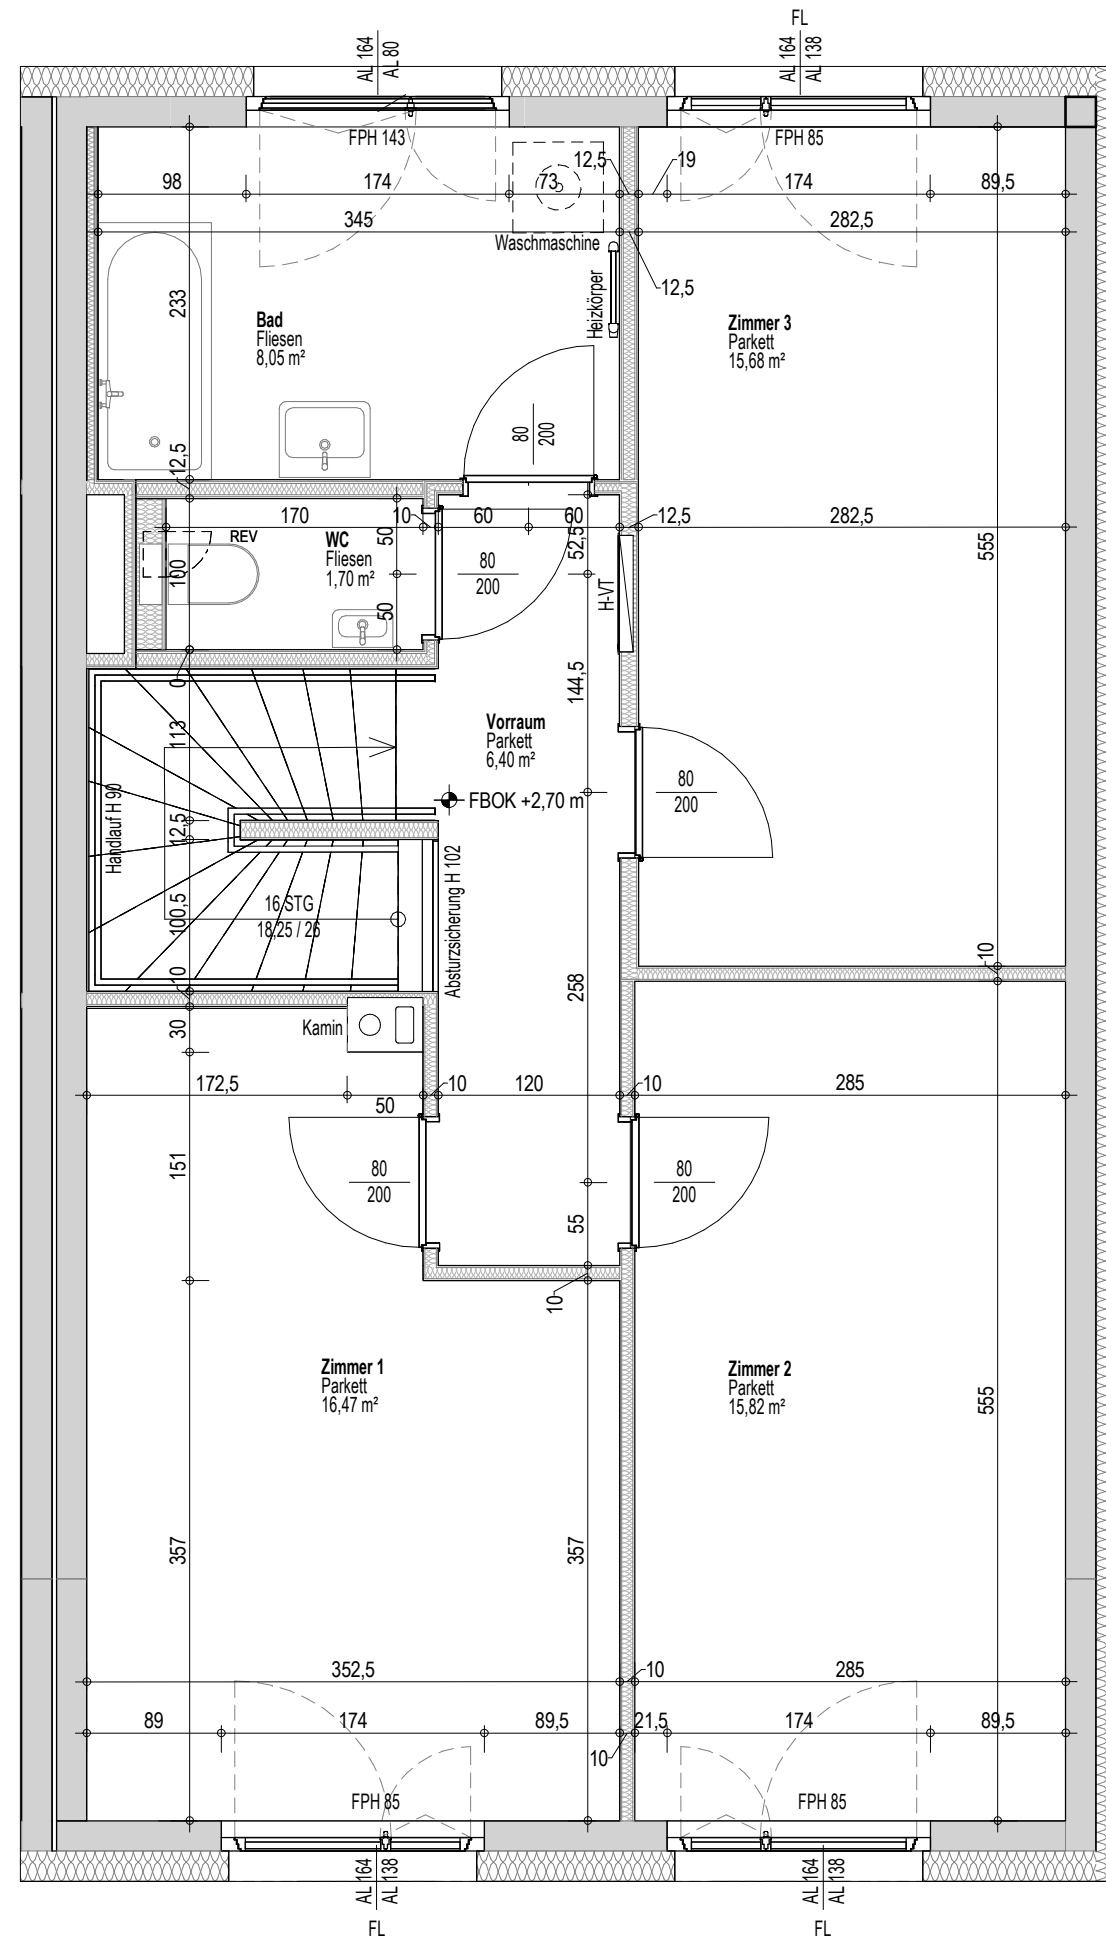 FL
AL 164
AL 80
AL 164
AL 138
FPH 143
FPH 85
98
174
73
12,5
19
174
89,5
345
282,5
Waschmaschine
12,5
Heizkörper
233
Bad
Fliesen
8,05 m²
Zimmer 3
Parkett
15,68 m²
80
200
12,5
170
10
60
60
12,5
282,5
REV
WC
Fliesen
1,70 m²
50
100
50
80
200
52,5
555
H-VT
0
144,5
113
Vorraum
Parkett
6,40 m²
80
200
FBOK +2,70 m
Handlauf H 90
12,5
Absturzsicherung H 102
16 STG
18,25 / 26
100,5
10
10
258
30
Kamin
172,5
10
120
10
285
50
151
80
200
80
200
55
10
Zimmer 1
Parkett
16,47 m²
Zimmer 2
Parkett
15,82 m²
555
357
357
352,5
10
285
89
174
89,5
21,5
174
89,5
10
FPH 85
FPH 85
AL 164
AL 138
AL 164
AL 138
FL
FL